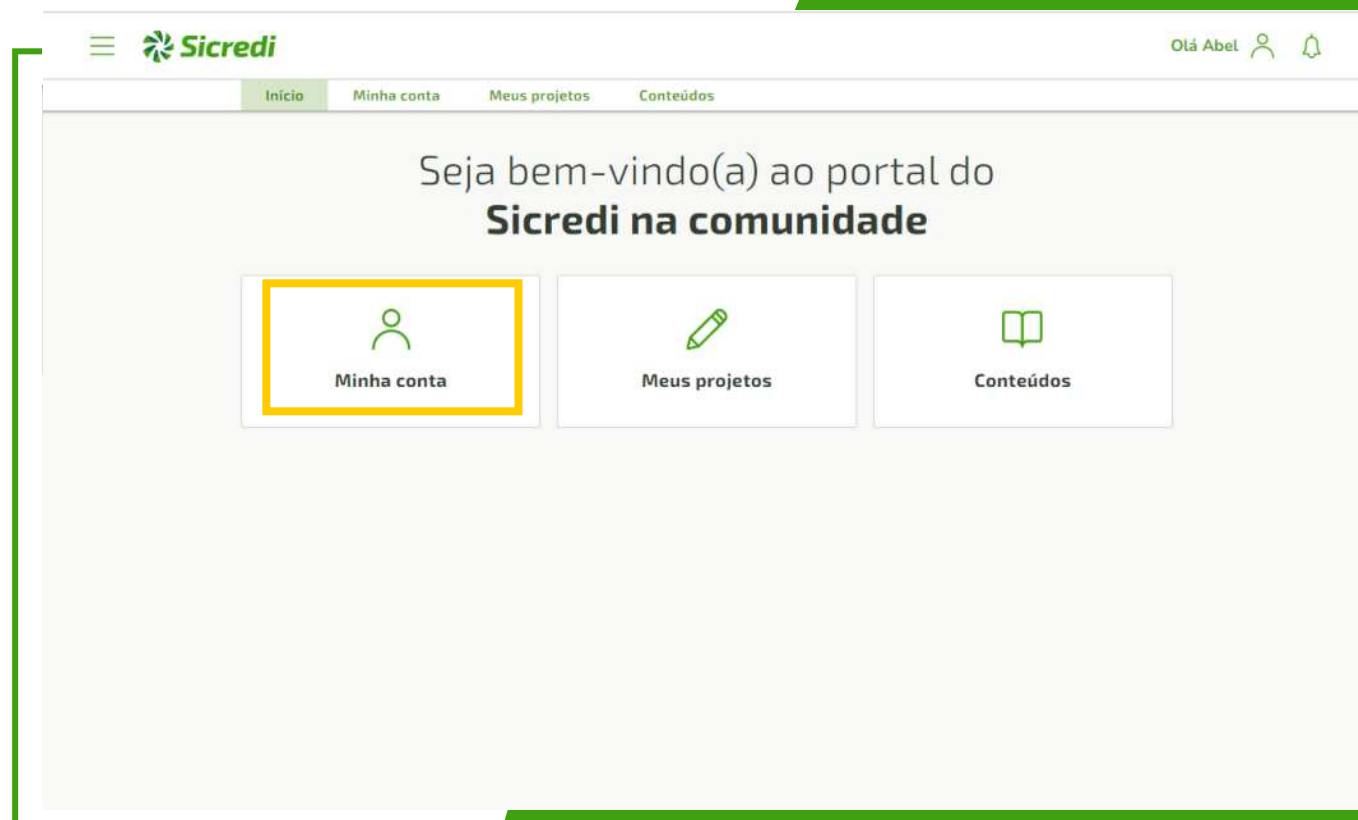 Sicredi
Olá Abel
Início Minha conta Meus projetos Conteúdos
Seja bem-vindo(a) ao portal do
Sicredi na comunidade
Minha conta Meus projetos Conteúdos